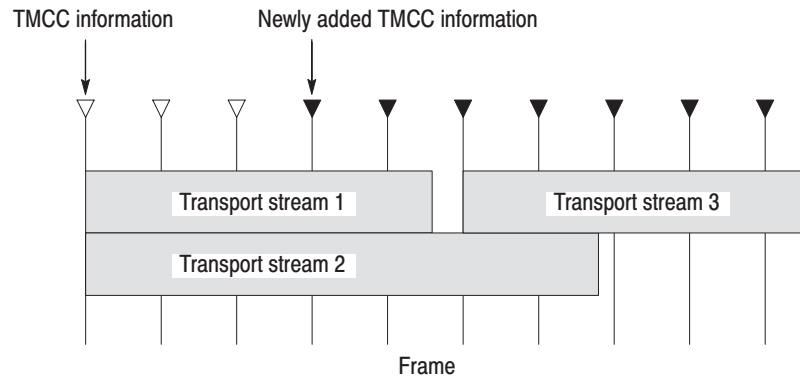 TMCC information
Newly added TMCC information
Transport stream 1
Transport stream 3
Transport stream 2
Frame